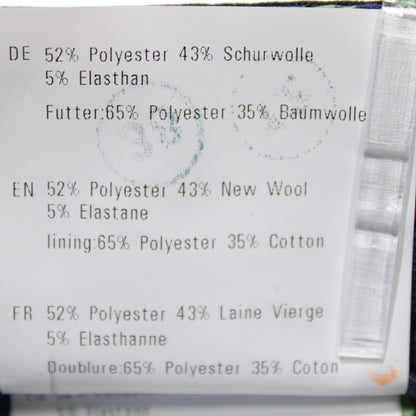 DE 52% Polyester 43% Schurwolle
5% Elasthan
Futter:65% Polyester 35% Baumwolle
EN 52% Polyester 43% New Wool
5% Elastane
lining:65% Polyester 35% Cotton
FR 52% Polyester 43% Laine Vierge
5% Elasthanne
Doublure:65% Polyester 35% Coton